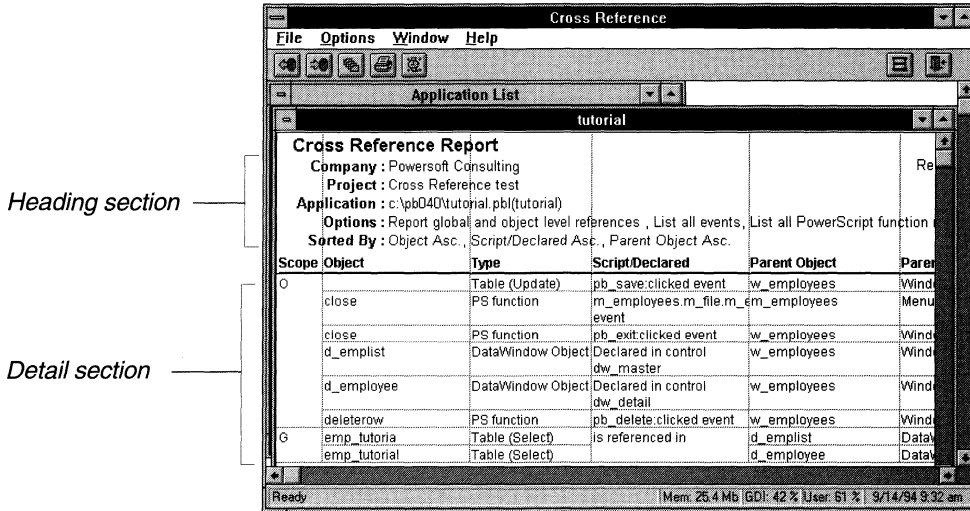 Cross Reference
File Options Window Help
Application List
tutorial
Cross Reference Report
Company : Powersoft Consulting
Re
Project : Cross Reference test
Application : c:\pb040\tutorial.pbl(tutorial)
Heading section
Options : Report global and object level references , List all events, List all PowerScript function
Sorted By : Object Asc., Script/Declared Asc., Parent Object Asc.
Scope Object Type Script/Declared Parent Object Paren
O Table (Update) pb_save:clicked event w_employees Windo
close PS function m_employees.m_file.m_e w_employees Menu
event
close PS function pb_exit:clicked event w_employees Windo
d_emplist DataWindow Object Declared in control w_employees Windo
dw_master
Detail section
d_employee DataWindow Object Declared in control w_employees Windo
dw_detail
deleterow PS function pb_delete:clicked event w_employees Windo
G emp_tutoria Table (Select) is referenced in d_emplist DataW
emp_tutorial Table (Select) d_employee DataW
Ready Mem: 25.4 Mb GDI: 42 % User: 61 % 9/14/94 9:32 am